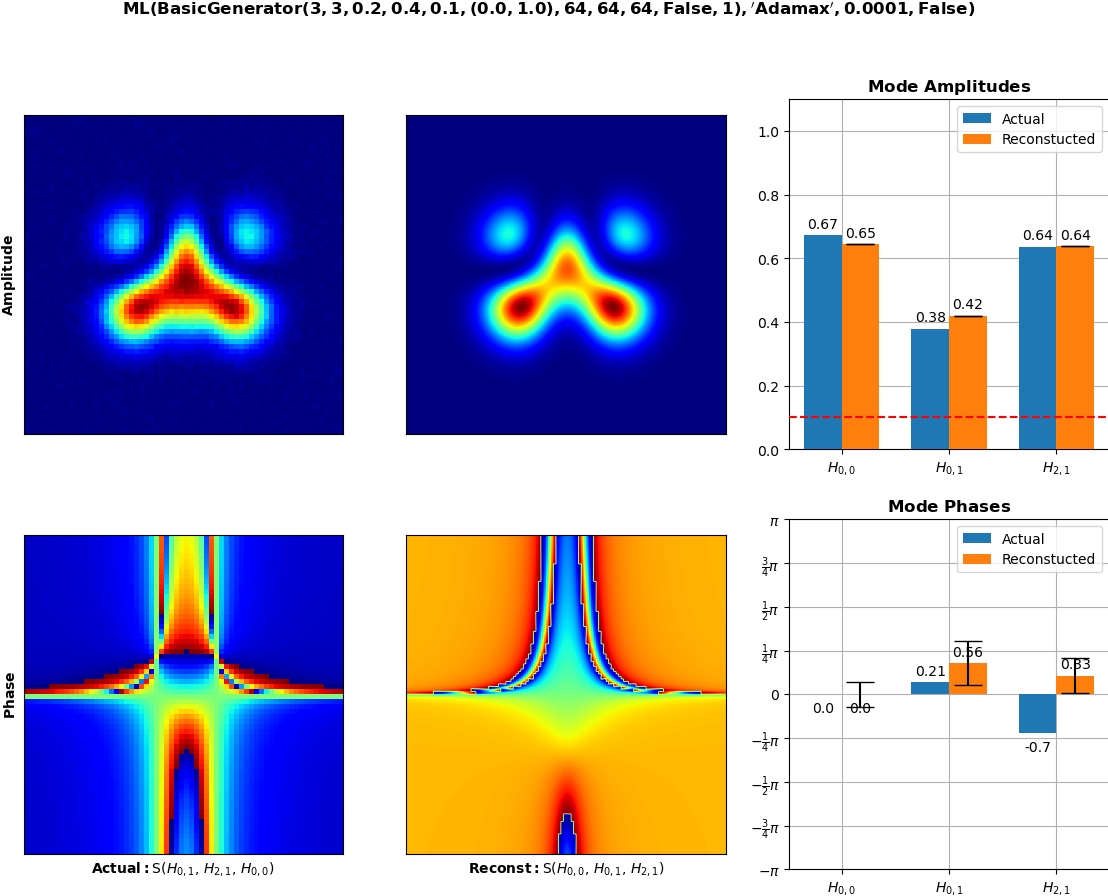 ML(BasicGenerator(3, 3, 0.2, 0.4, 0.1, (0.0, 1.0), 64, 64, 64, False, 1), 'Adamax', 0.0001, False)
Amplitude
Mode Amplitudes
Actual
Reconstucted
1.0
0.8
0.6
0.4
0.2
0.0
0.67
0.65
0.38
0.42
0.64
0.64
H0,0
H0,1
H2,1
Phase
Actual: S(H0,1, H2,1, H0,0)
Reconst: S(H0,0, H0,1, H2,1)
Mode Phases
Actual
Reconstucted
π
3/4π
1/2π
1/4π
0
−1/4π
−1/2π
−3/4π
−π
0.0
0.0
0.21
0.56
-0.7
0.33
H0,0
H0,1
H2,1